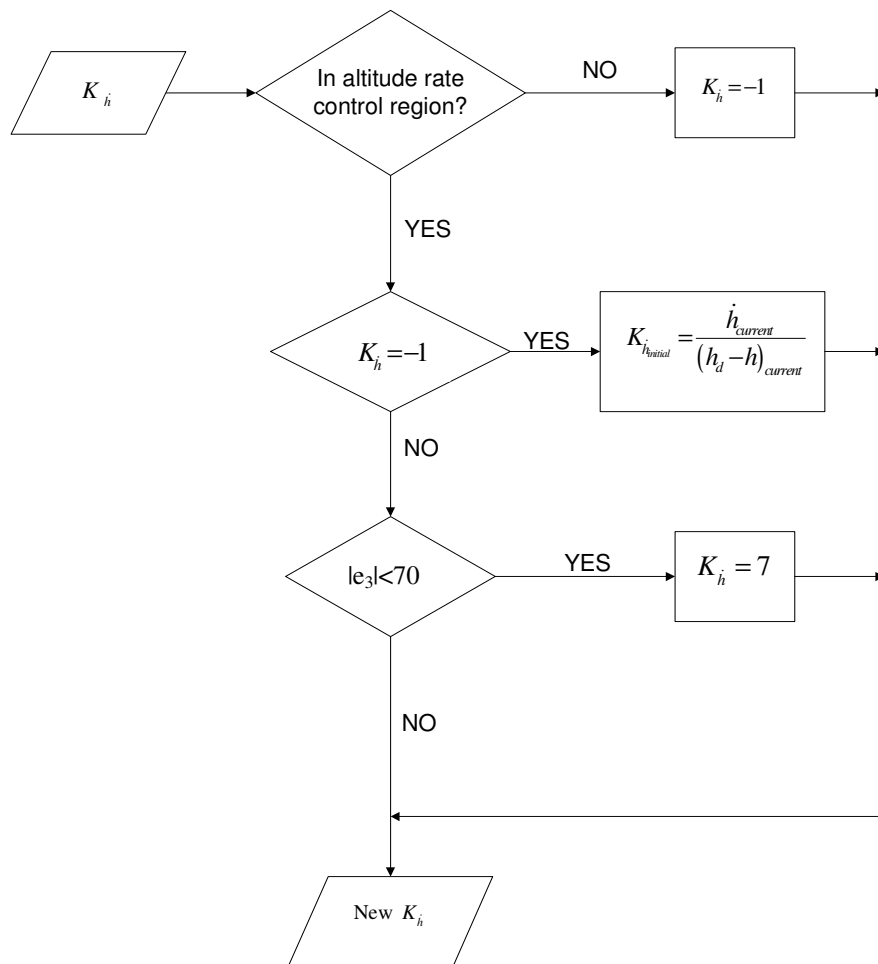 K_ḣ
In altitude rate
control region?
NO
K_ḣ = −1
YES
K_ḣ = −1
YES
K_ḣ_initial = ḣ_current / (h_d − h)_current
NO
|e₃|<70
YES
K_ḣ = 7
NO
New K_ḣ